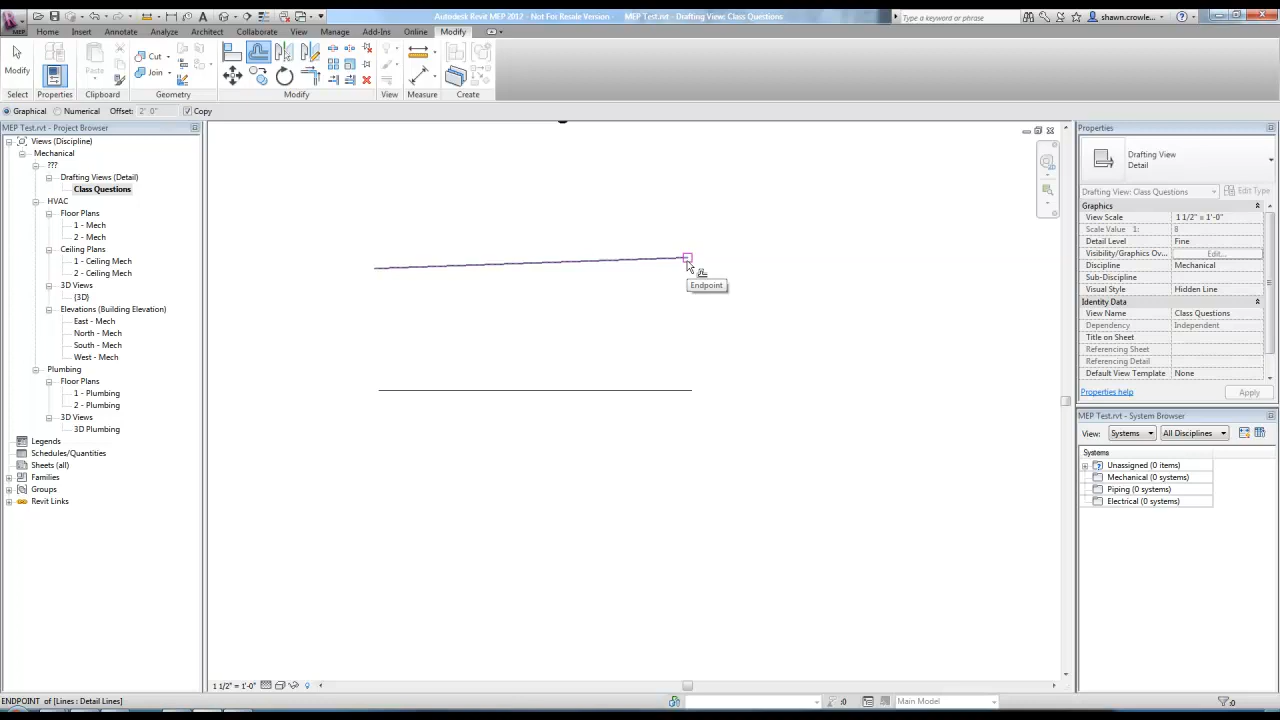 Autodesk Revit MEP 2012 - Not For Resale Version - MEP Test.rvt - Drafting View: Class Questions
Type a keyword or phrase
shawn.crowle...
MEP
Home Insert Annotate Analyze Architect Collaborate View Manage Add-Ins Online Modify
Modify
Paste
Cut
Join
Select Properties Clipboard Geometry Modify View Measure Create
Graphical Numerical Offset: 2' 0" Copy
MEP Test.rvt - Project Browser
Views (Discipline)
Mechanical
???
Drafting Views (Detail)
Class Questions
HVAC
Floor Plans
1 - Mech
2 - Mech
Ceiling Plans
1 - Ceiling Mech
2 - Ceiling Mech
3D Views
{3D}
Elevations (Building Elevation)
East - Mech
North - Mech
South - Mech
West - Mech
Plumbing
Floor Plans
1 - Plumbing
2 - Plumbing
3D Views
3D Plumbing
Legends
Schedules/Quantities
Sheets (all)
Families
Groups
Revit Links
Endpoint
Properties
Drafting View
Detail
Drafting View: Class Questions Edit Type
Graphics
View Scale 1 1/2" = 1'-0"
Scale Value 1: 8
Detail Level Fine
Visibility/Graphics Ov... Edit...
Discipline Mechanical
Sub-Discipline
Visual Style Hidden Line
Identity Data
View Name Class Questions
Dependency Independent
Title on Sheet
Referencing Sheet
Referencing Detail
Default View Template None
Properties help Apply
MEP Test.rvt - System Browser
View: Systems All Disciplines
Systems
Unassigned (0 items)
Mechanical (0 systems)
Piping (0 systems)
Electrical (0 systems)
1 1/2" = 1'-0"
ENDPOINT of [Lines : Detail Lines]
:0
Main Model
:0